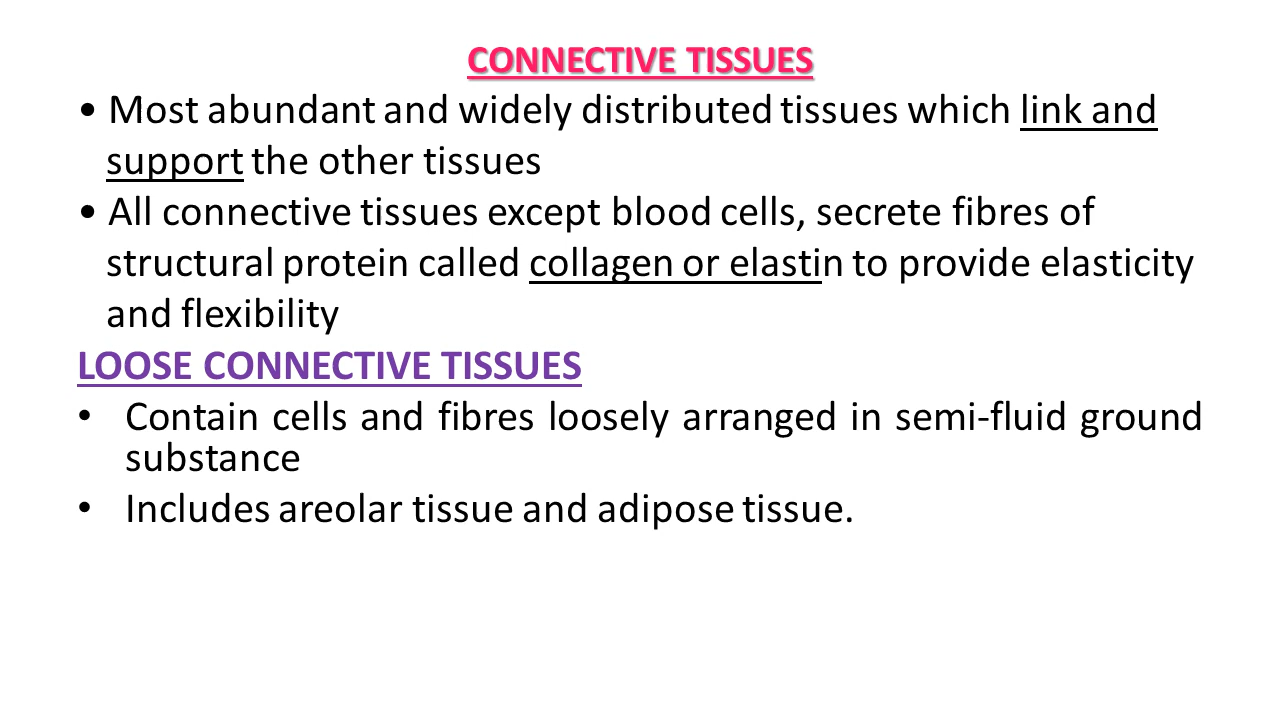 CONNECTIVE TISSUES
• Most abundant and widely distributed tissues which link and
support the other tissues
• All connective tissues except blood cells, secrete fibres of
structural protein called collagen or elastin to provide elasticity
and flexibility
LOOSE CONNECTIVE TISSUES
• Contain cells and fibres loosely arranged in semi-fluid ground
substance
• Includes areolar tissue and adipose tissue.